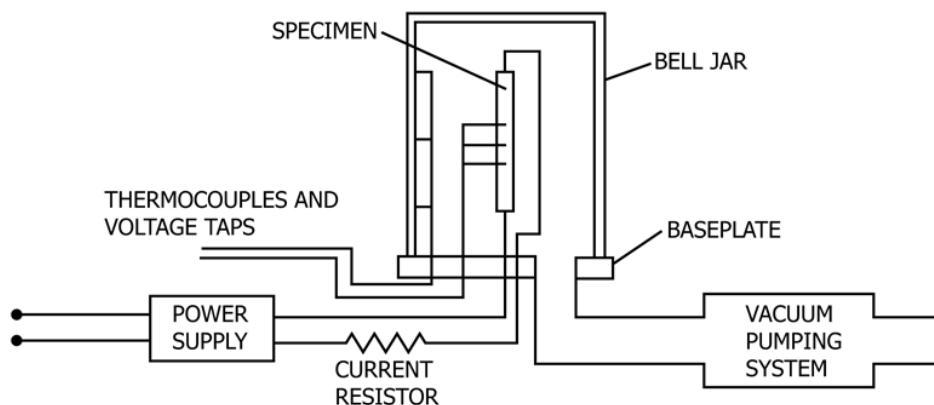 SPECIMEN
BELL JAR
THERMOCOUPLES AND
VOLTAGE TAPS
BASEPLATE
POWER
SUPPLY
CURRENT
RESISTOR
VACUUM
PUMPING
SYSTEM